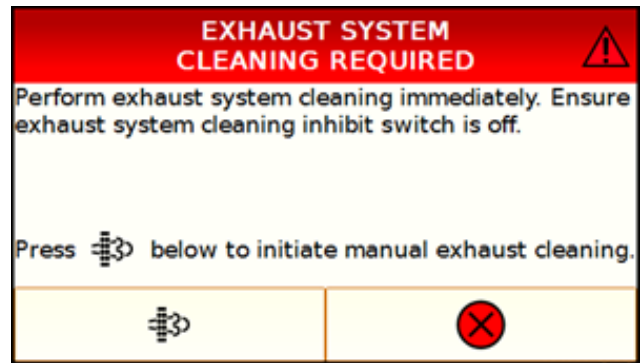 EXHAUST SYSTEM
CLEANING REQUIRED
Perform exhaust system cleaning immediately. Ensure
exhaust system cleaning inhibit switch is off.
Press below to initiate manual exhaust cleaning.